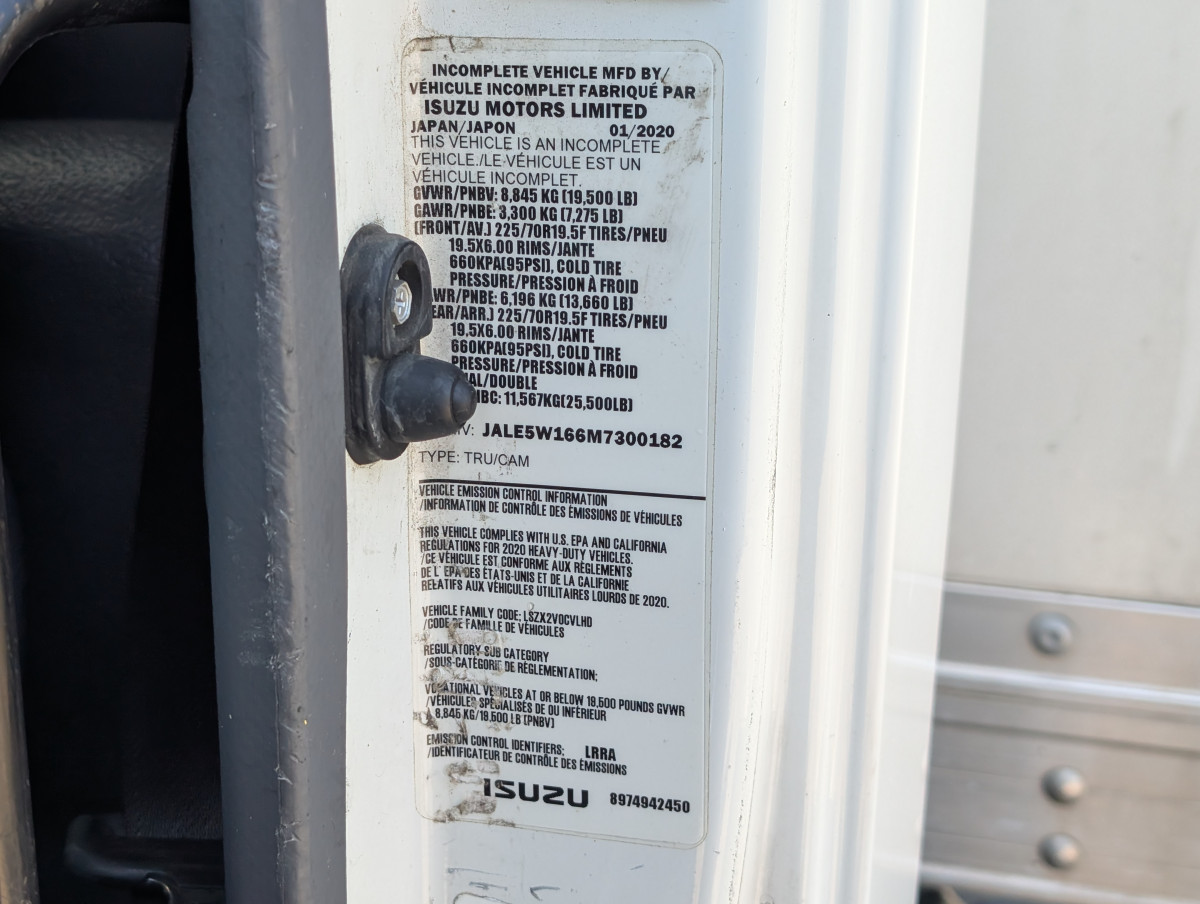 INCOMPLETE VEHICLE MFD BY/
VÉHICULE INCOMPLET FABRIQUÉ PAR
ISUZU MOTORS LIMITED
JAPAN/JAPON 01/2020
THIS VEHICLE IS AN INCOMPLETE
VEHICLE./LE VÉHICULE EST UN
VÉHICULE INCOMPLET.
GVWR/PNBV: 8,845 KG (19,500 LB)
GAWR/PNBE: 3,300 KG (7,275 LB)
(FRONT/AV.) 225/70R19.5F TIRES/PNEU
19.5X6.00 RIMS/JANTE
660KPA(95PSI), COLD TIRE
PRESSURE/PRESSION À FROID
WR/PNBE: 6,196 KG (13,660 LB)
EAR/ARR.) 225/70R19.5F TIRES/PNEU
19.5X6.00 RIMS/JANTE
660KPA(95PSI), COLD TIRE
PRESSURE/PRESSION À FROID
AL/DOUBLE
BC: 11,567KG(25,500LB)
V: JALE5W166M7300182
TYPE: TRU/CAM
VEHICLE EMISSION CONTROL INFORMATION
/INFORMATION DE CONTRÔLE DES ÉMISSIONS DE VÉHICULES
THIS VEHICLE COMPLIES WITH U.S. EPA AND CALIFORNIA
REGULATIONS FOR 2020 HEAVY-DUTY VEHICLES.
/CE VÉHICULE EST CONFORME AUX RÈGLEMENTS
DE L' EPA DES ÉTATS-UNIS ET DE LA CALIFORNIE
RELATIFS AUX VÉHICULES UTILITAIRES LOURDS DE 2020.
VEHICLE FAMILY CODE: LSZX2VOCVLHD
/CODE DE FAMILLE DE VÉHICULES
REGULATORY SUB CATEGORY
/SOUS-CATÉGORIE DE RÉGLEMENTATION:
VOCATIONAL VEHICLES AT OR BELOW 19,500 POUNDS GVWR
/VÉHICULES SPÉCIALISÉS DE OU INFÉRIEUR
À 8,845 KG/19,500 LB (PNBV)
EMISSION CONTROL IDENTIFIERS: LRRA
/IDENTIFICATEUR DE CONTRÔLE DES ÉMISSIONS
ISUZU 8974942450